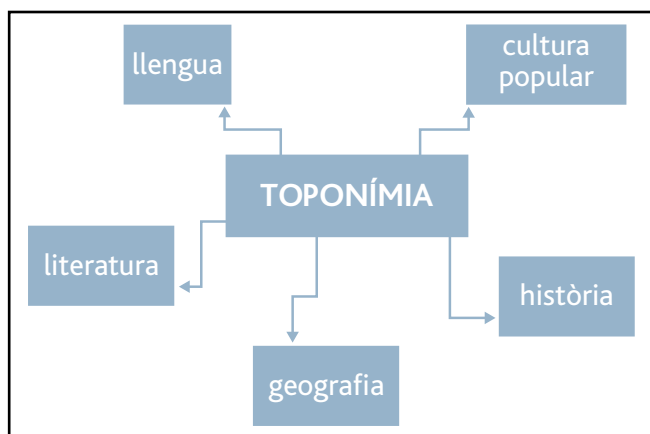 llengua
cultura
popular
TOPONÍMIA
literatura
història
geografia